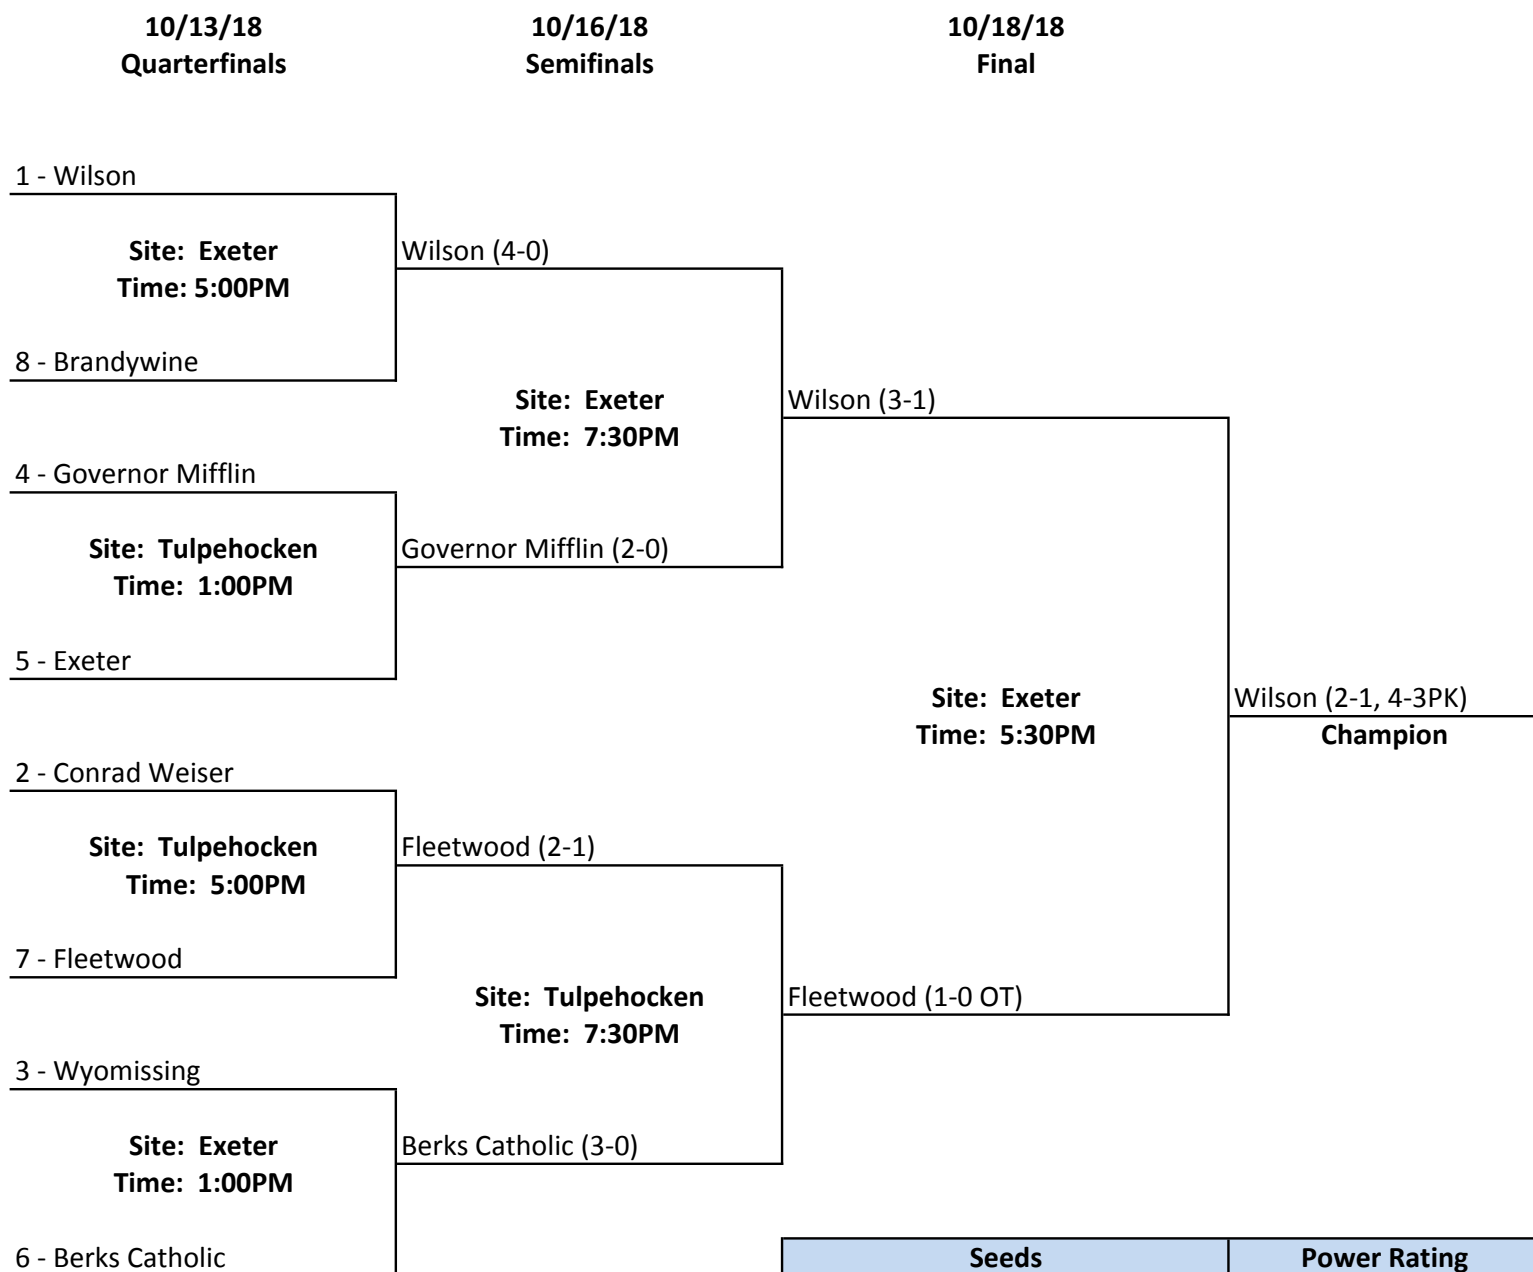 10/13/18 10/16/18 10/18/18
Quarterfinals Semifinals Final
1 - Wilson
Site:  Exeter
Wilson (4-0)
Time: 5:00PM
8 - Brandywine
Site:  Exeter
Wilson (3-1)
Time:  7:30PM
4 - Governor Mifflin
Site:  Tulpehocken
Governor Mifflin (2-0)
Time:  1:00PM
5 - Exeter
Site:  Exeter
Wilson (2-1, 4-3PK)
Time:  5:30PM
Champion
2 - Conrad Weiser
Site:  Tulpehocken
Fleetwood (2-1)
Time:  5:00PM
7 - Fleetwood
Site:  Tulpehocken
Fleetwood (1-0 OT)
Time:  7:30PM
3 - Wyomissing
Site:  Exeter
Berks Catholic (3-0)
Time:  1:00PM
6 - Berks Catholic
Seeds
Power Rating